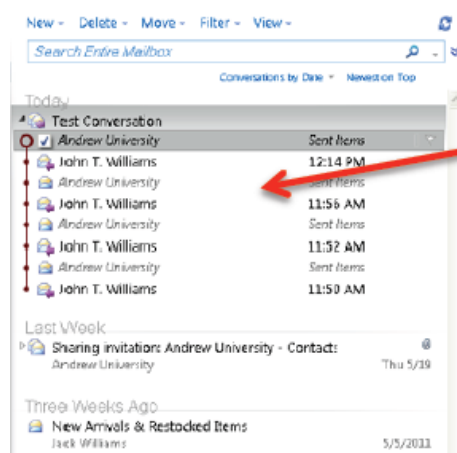 New Delete Move Filter View
Search Entire Mailbox
Conversations by Date Newest on Top
Today
Test Conversation
Andrew University Sent Items
John T. Williams 12:14 PM
Andrew University Sent Items
John T. Williams 11:56 AM
Andrew University Sent Items
John T. Williams 11:52 AM
Andrew University Sent Items
John T. Williams 11:50 AM
Last Week
Sharing invitation: Andrew University - Contacts
Andrew University Thu 5/19
Three Weeks Ago
New Arrivals & Restocked Items
Jack Williams 5/5/2011